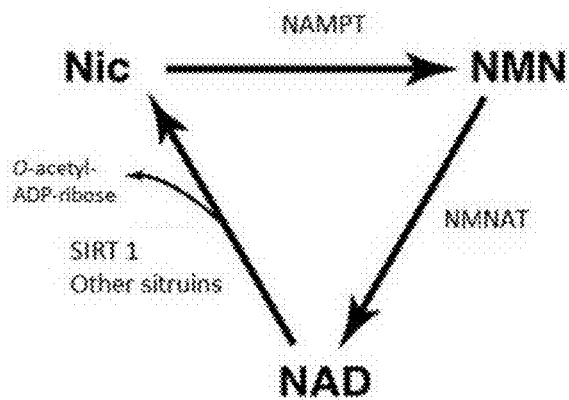 NAMPT
Nic
NMN
O-acetyl-
ADP-ribose
NMNAT
SIRT 1
Other sitruins
NAD